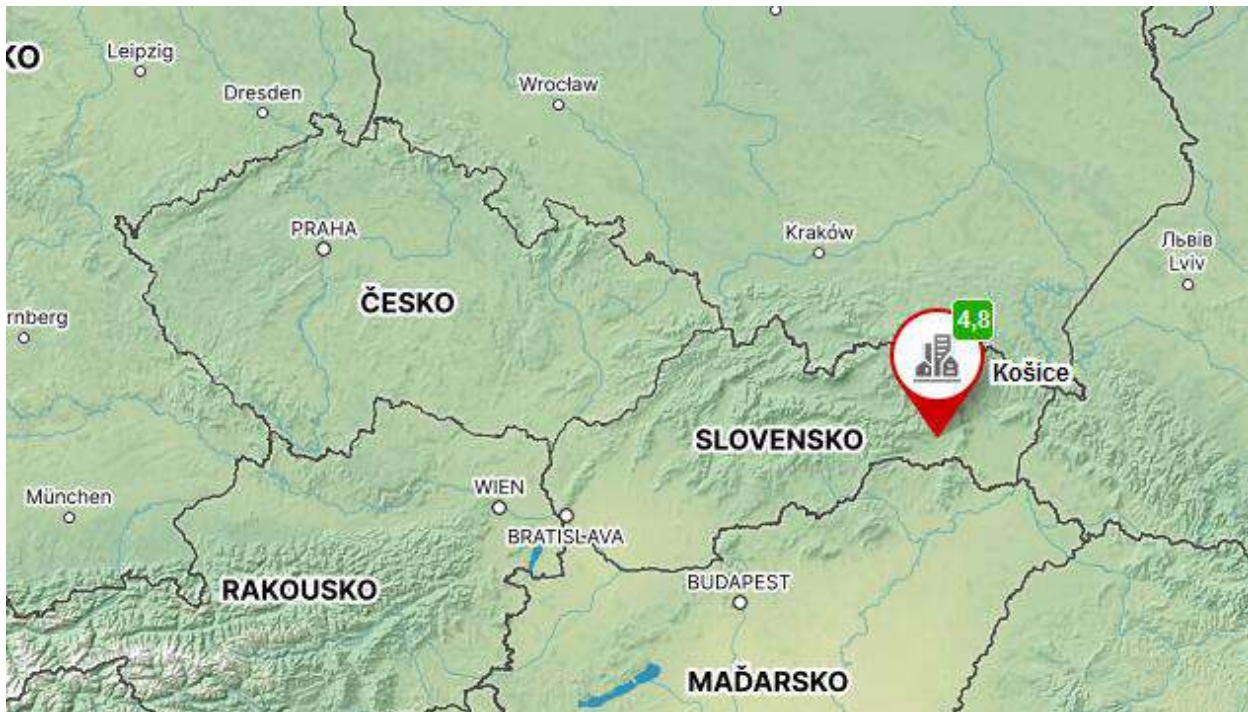 KO
Leipzig
Dresden
Wrocław
PRAHA
Kraków
Львів
Lviv
ČESKO
rnberg
4,8
Košice
SLOVENSKO
München
WIEN
BRATISLAVA
RAKOUSKO
BUDAPEST
MAĎARSKO